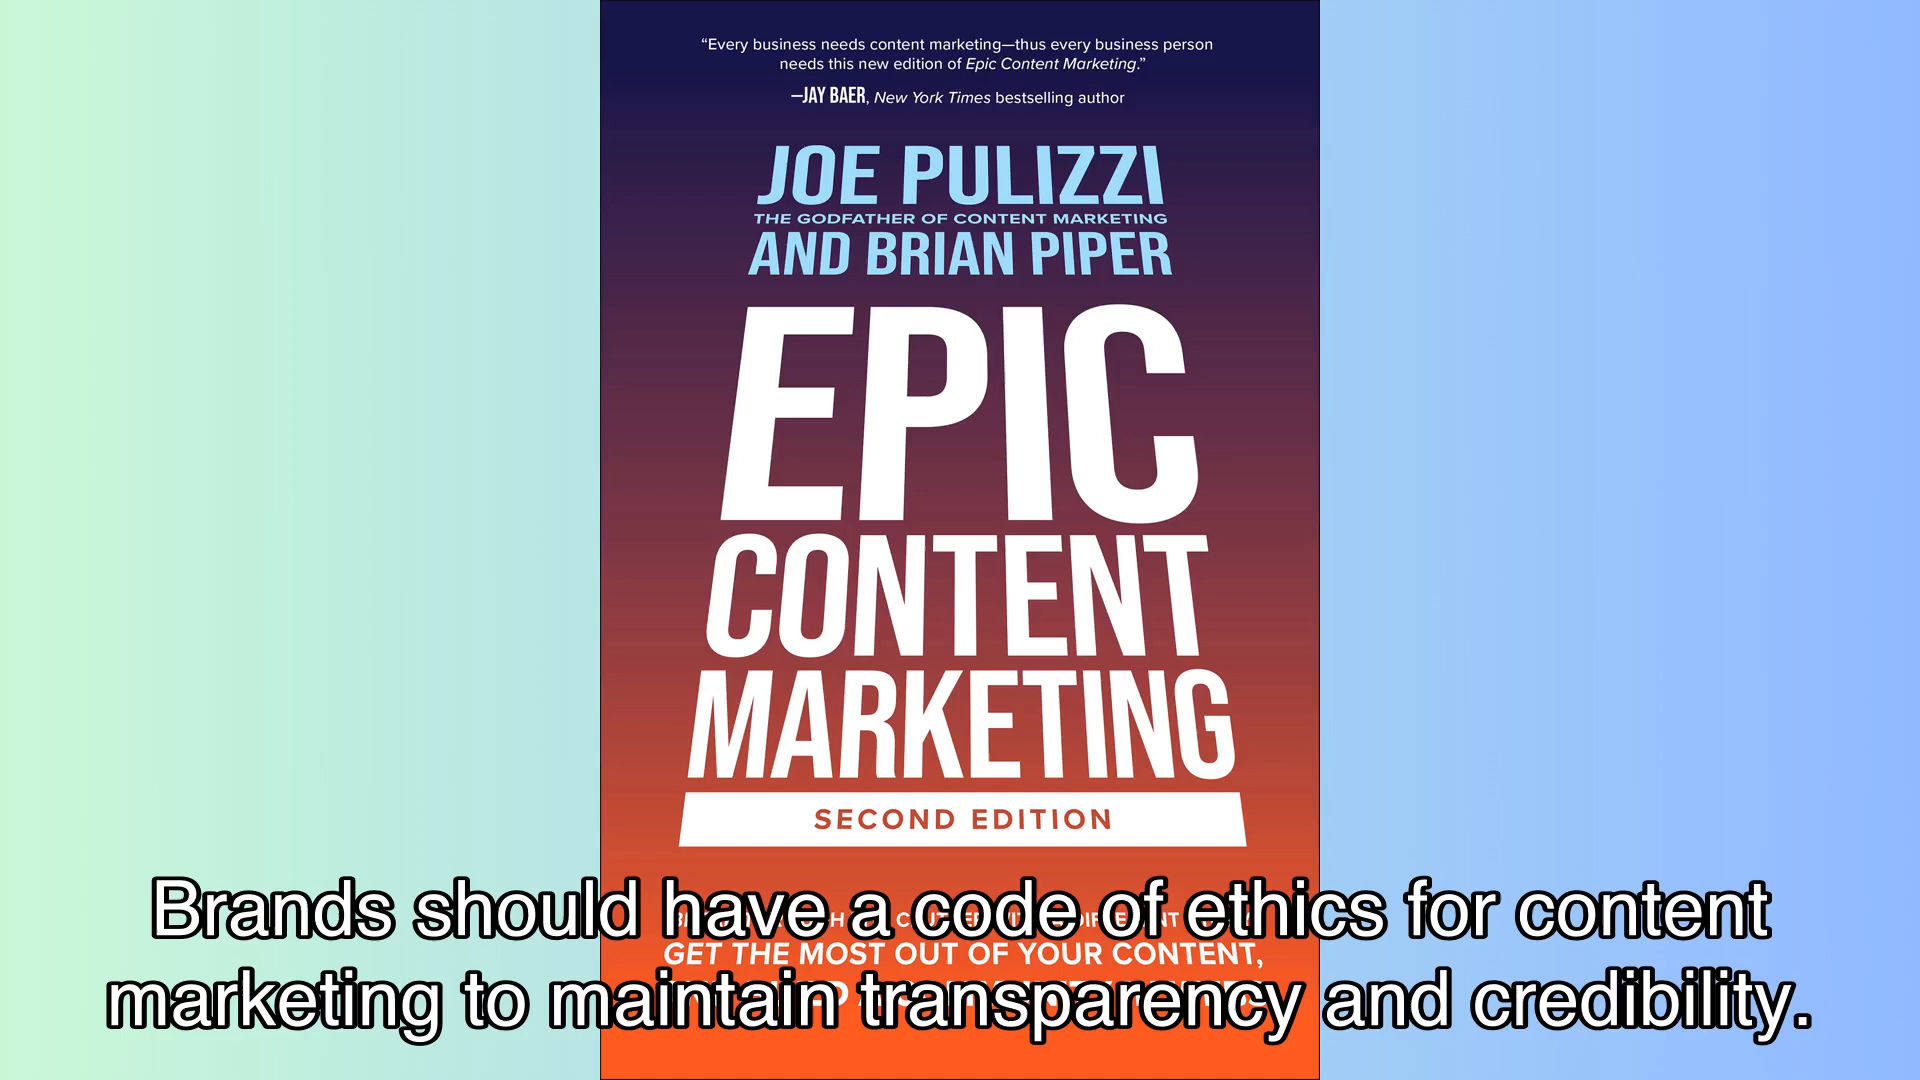 “Every business needs content marketing—thus every business person
needs this new edition of Epic Content Marketing.”
—JAY BAER, New York Times bestselling author
JOE PULIZZI
THE GODFATHER OF CONTENT MARKETING
AND BRIAN PIPER
EPIC
CONTENT
MARKETING
SECOND EDITION
GET THE MOST OUT OF YOUR CONTENT,
Brands should have a code of ethics for content
marketing to maintain transparency and credibility.